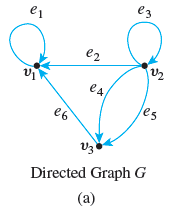 e₁
e₃
e₂
v₁
v₂
e₄
e₆
e₅
v₃
Directed Graph G
(a)